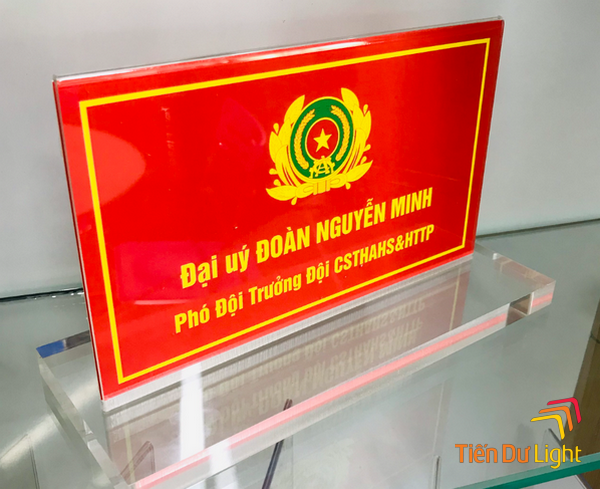 Đại uý ĐOÀN NGUYỄN MINH
Phó Đội Trưởng Đội CSTHAHS&HTTP
Tiến Dư Light